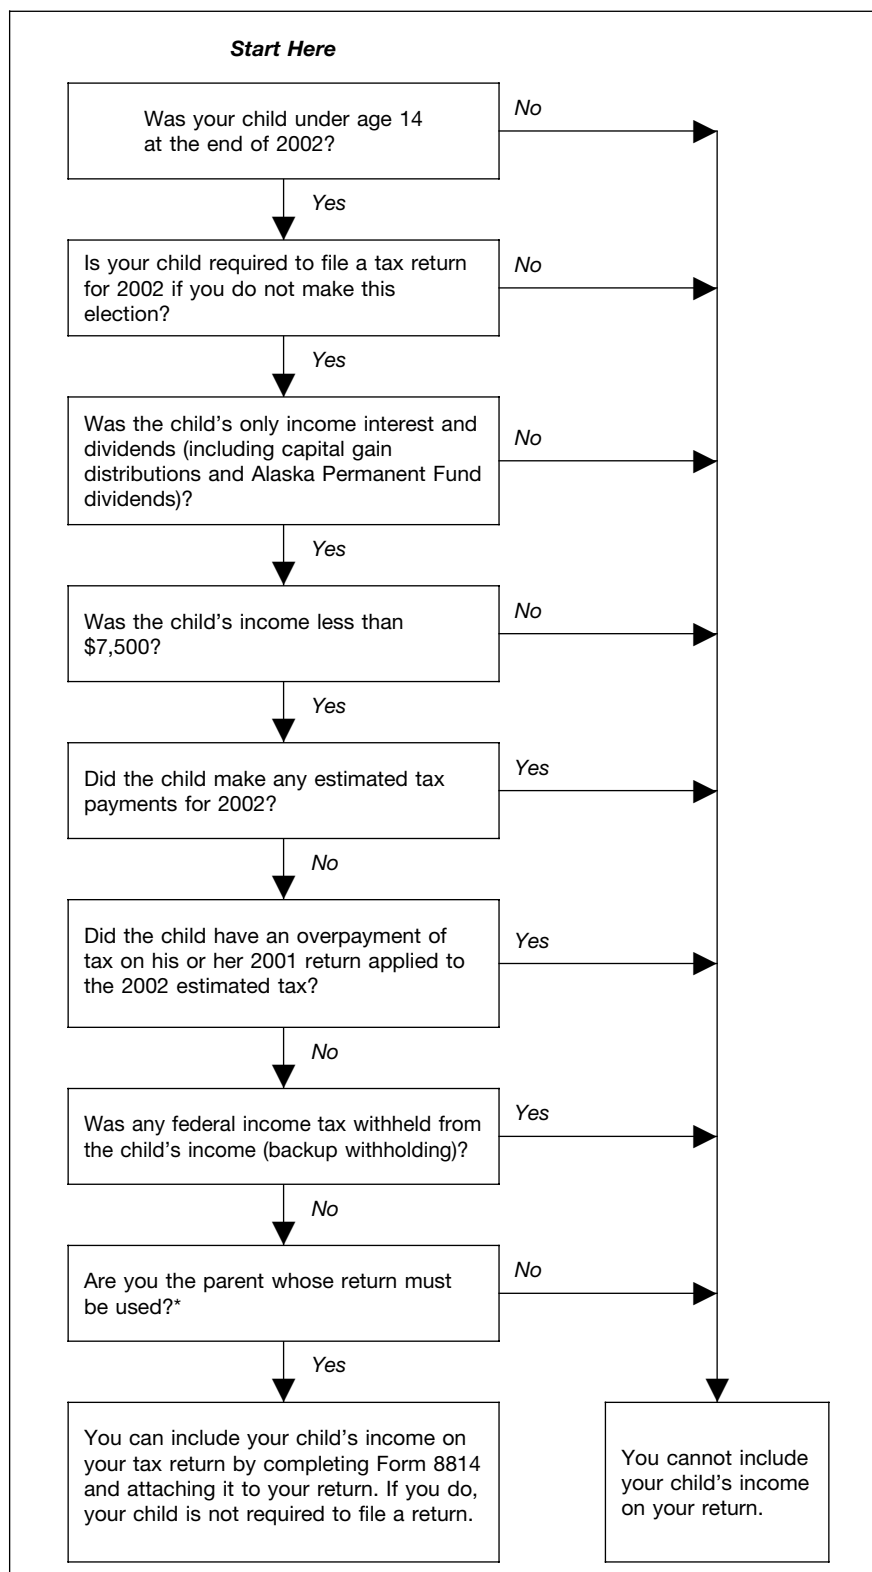 Start Here
Was your child under age 14
at the end of 2002?
No
Yes
Is your child required to file a tax return
for 2002 if you do not make this
election?
No
Yes
Was the child's only income interest and
dividends (including capital gain
distributions and Alaska Permanent Fund
dividends)?
No
Yes
Was the child's income less than
$7,500?
No
Yes
Did the child make any estimated tax
payments for 2002?
Yes
No
Did the child have an overpayment of
tax on his or her 2001 return applied to
the 2002 estimated tax?
Yes
No
Was any federal income tax withheld from
the child's income (backup withholding)?
Yes
No
Are you the parent whose return must
be used?*
No
Yes
You can include your child's income on
your tax return by completing Form 8814
and attaching it to your return. If you do,
your child is not required to file a return.
You cannot include
your child's income
on your return.